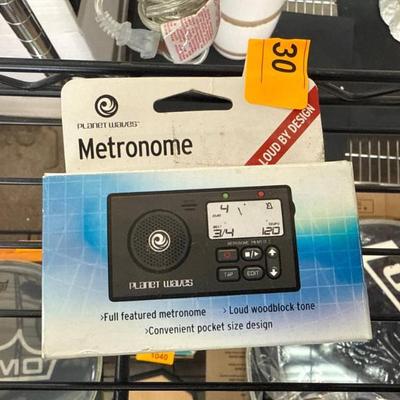 30
PLANET WAVES
Metronome
LOUD BY DESIGN
4
3/4
120
TAP
EDIT
PLANET WAVES
>Full featured metronome
>Loud woodblock tone
>Convenient pocket size design
1040
MO